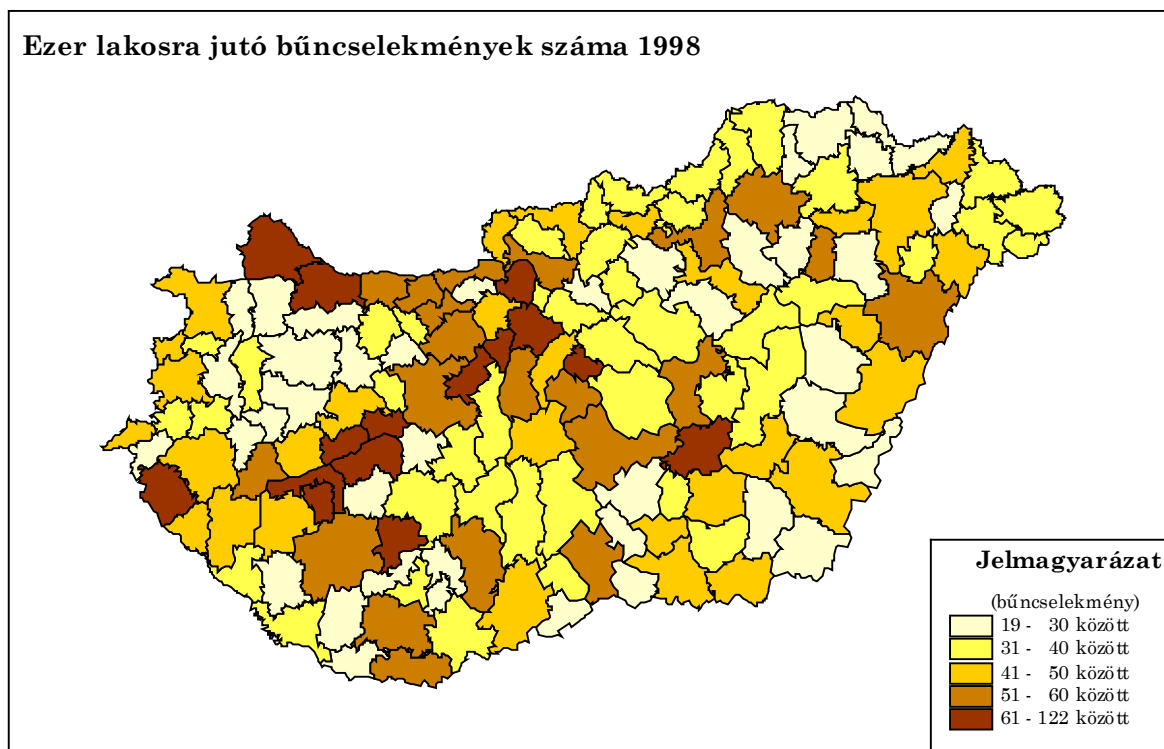 Ezer lakosra jutó bűncselekmények száma 1998
Jelmagyarázat
(bűncselekmény)
19 - 30 között
31 - 40 között
41 - 50 között
51 - 60 között
61 - 122 között